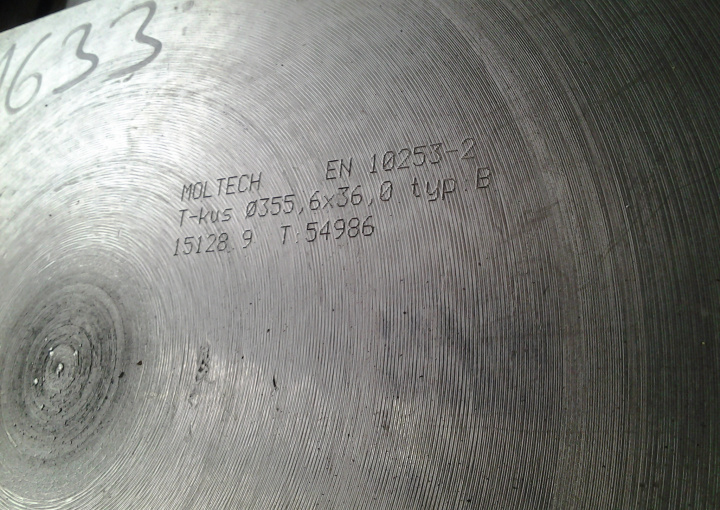 1633
MOLTECH EN 10253-2
T-kus Ø355,6x36,0 typ.B
15128.9 T:54986